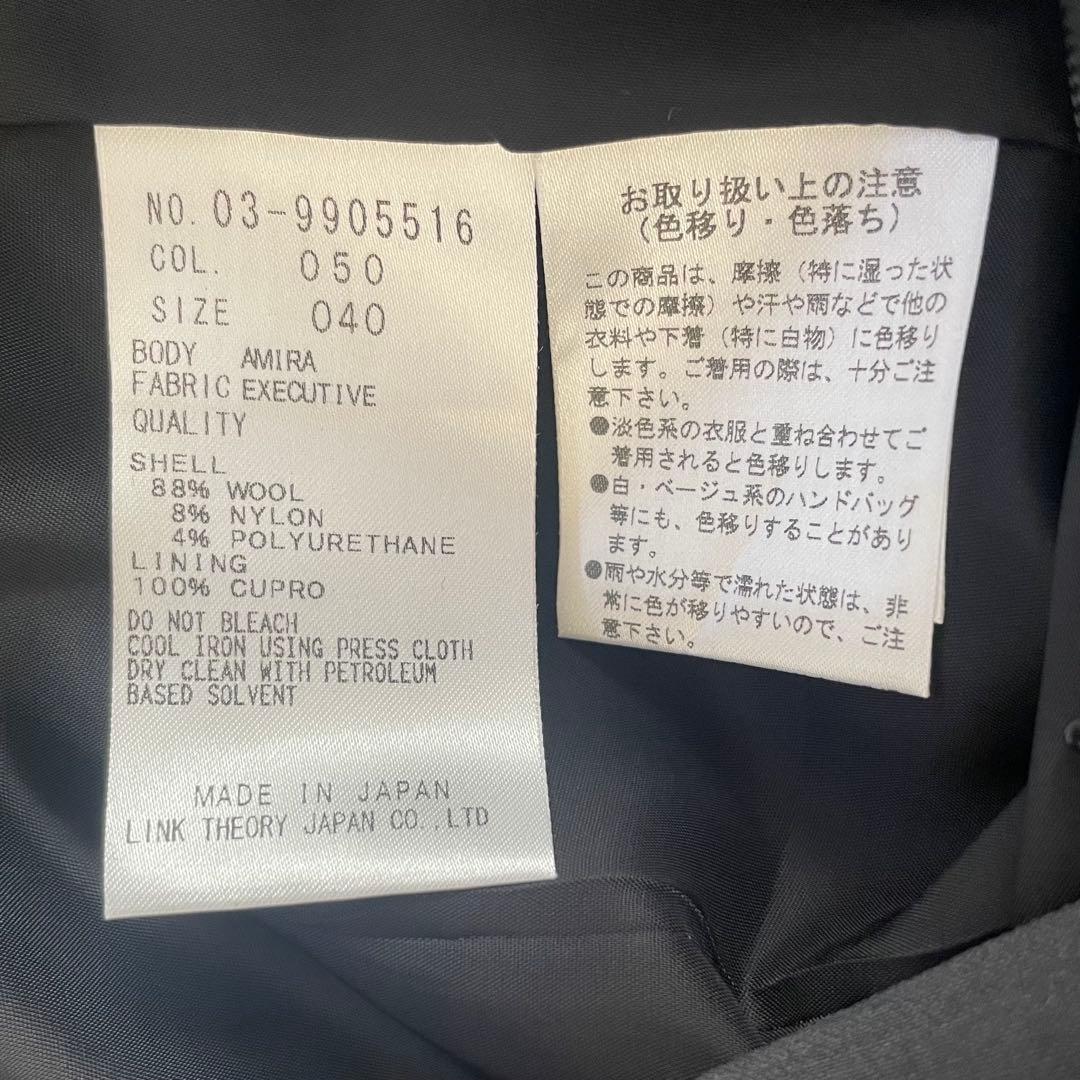 NO. 03-9905516
COL. 050
SIZE 040
BODY AMIRA
FABRIC EXECUTIVE
QUALITY
SHELL
88% WOOL
8% NYLON
4% POLYURETHANE
LINING
100% CUPRO
DO NOT BLEACH
COOL IRON USING PRESS CLOTH
DRY CLEAN WITH PETROLEUM
BASED SOLVENT
MADE IN JAPAN
LINK THEORY JAPAN CO.,LTD
お取り扱い上の注意
(色移り・色落ち)
この商品は、摩擦(特に湿った状
態での摩擦)や汗や雨などで他の
衣料や下着(特に白物)に色移り
します。ご着用の際は、十分ご注
意下さい。
●淡色系の衣服と重ね合わせてご
着用されると色移りします。
●白・ベージュ系のハンドバッグ
等にも、色移りすることがあり
ます。
●雨や水分等で濡れた状態は、非
常に色が移りやすいので、ご注
意下さい。